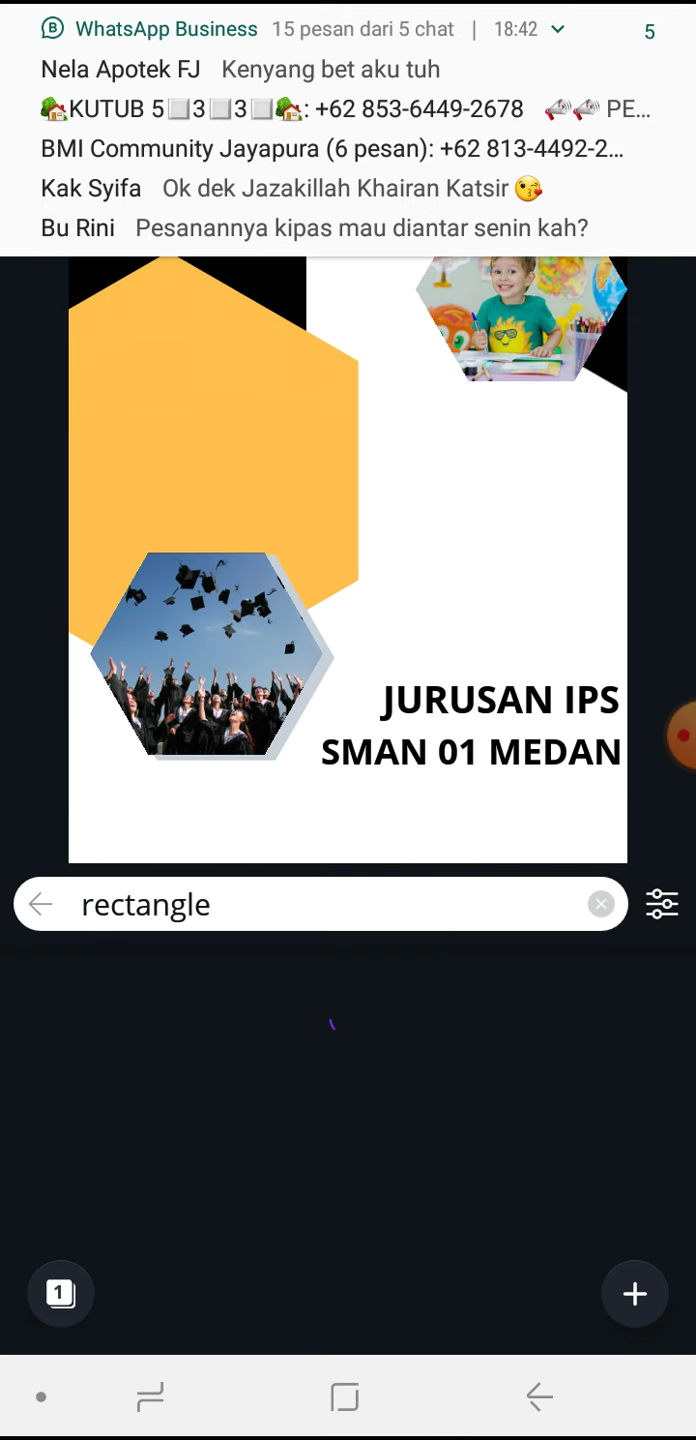 WhatsApp Business 15 pesan dari 5 chat | 18:42 5
Nela Apotek FJ Kenyang bet aku tuh
🏡KUTUB 5⬜3⬜3⬜🏡: +62 853-6449-2678 📢📢 PE...
BMI Community Jayapura (6 pesan): +62 813-4492-2...
Kak Syifa Ok dek Jazakillah Khairan Katsir 😘
Bu Rini Pesanannya kipas mau diantar senin kah?
JURUSAN IPS
SMAN 01 MEDAN
rectangle
1